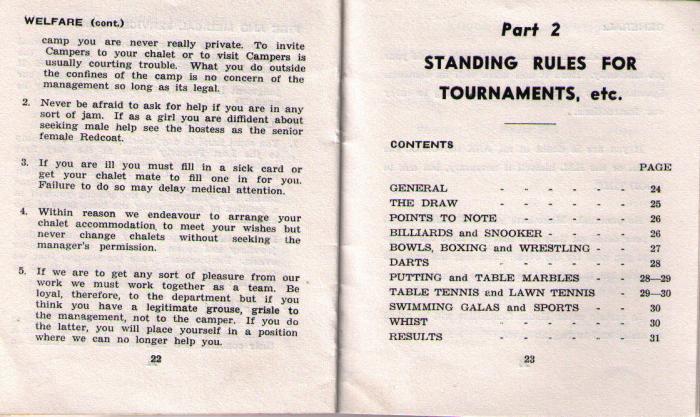 WELFARE (cont.)
camp you are never really private. To invite
Campers to your chalet or to visit Campers is
usually courting trouble. What you do outside
the confines of the camp is no concern of the
management so long as its legal.
2. Never be afraid to ask for help if you are in any
sort of jam. If as a girl you are diffident about
seeking male help see the hostess as the senior
female Redcoat.
3. If you are ill you must fill in a sick card or
get your chalet mate to fill one in for you.
Failure to do so may delay medical attention.
4. Within reason we endeavour to arrange your
chalet accommodation to meet your wishes but
never change chalets without seeking the
manager's permission.
5. If we are to get any sort of pleasure from our
work we must work together as a team. Be
loyal, therefore, to the department but if you
think you have a legitimate grouse, grisle to
the management, not to the camper. If you do
the latter, you will place yourself in a position
where we can no longer help you.
22
Part 2
STANDING RULES FOR
TOURNAMENTS, etc.
CONTENTS
PAGE
GENERAL - - - - - 24
THE DRAW - - - - - 25
POINTS TO NOTE - - - - - 26
BILLIARDS and SNOOKER - - - - 26
BOWLS, BOXING and WRESTLING - - 27
DARTS - - - - - 28
PUTTING and TABLE MARBLES - - 28—29
TABLE TENNIS and LAWN TENNIS - - 29—30
SWIMMING GALAS and SPORTS - - 30
WHIST - - - - - 30
RESULTS - - - - - 31
23